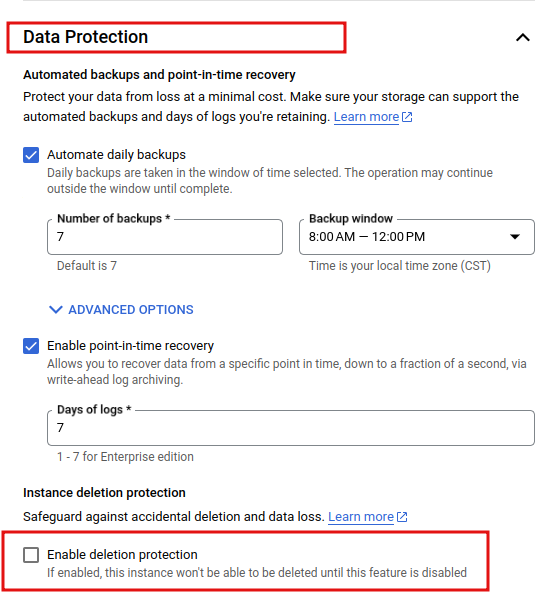 Data Protection
Automated backups and point-in-time recovery
Protect your data from loss at a minimal cost. Make sure your storage can support the
automated backups and days of logs you're retaining. Learn more
Automate daily backups
Daily backups are taken in the window of time selected. The operation may continue
outside the window until complete.
Number of backups *
7
Default is 7
Backup window
8:00 AM — 12:00 PM
Time is your local time zone (CST)
ADVANCED OPTIONS
Enable point-in-time recovery
Allows you to recover data from a specific point in time, down to a fraction of a second, via
write-ahead log archiving.
Days of logs *
7
1 - 7 for Enterprise edition
Instance deletion protection
Safeguard against accidental deletion and data loss. Learn more
Enable deletion protection
If enabled, this instance won't be able to be deleted until this feature is disabled